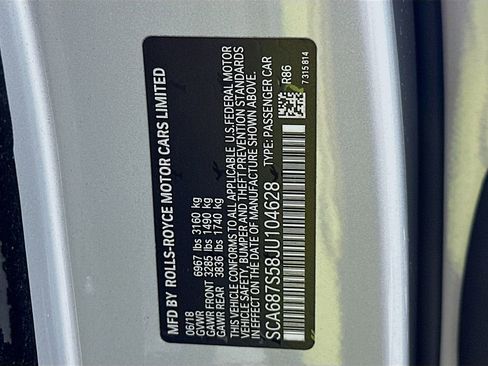 MFD BY ROLLS-ROYCE MOTOR CARS LIMITED
06/18
GVWR 6967 lbs 3160 kg
GAWR FRONT 3285 lbs 1490 kg
GAWR REAR 3836 lbs 1740 kg
THIS VEHICLE CONFORMS TO ALL APPLICABLE U.S.FEDERAL MOTOR
VEHICLE SAFETY, BUMPER AND THEFT PREVENTION STANDARDS
IN EFFECT ON THE DATE OF MANUFACTURE SHOWN ABOVE.
SCA687S58JU104628 TYPE: PASSENGER CAR
R86
7315814